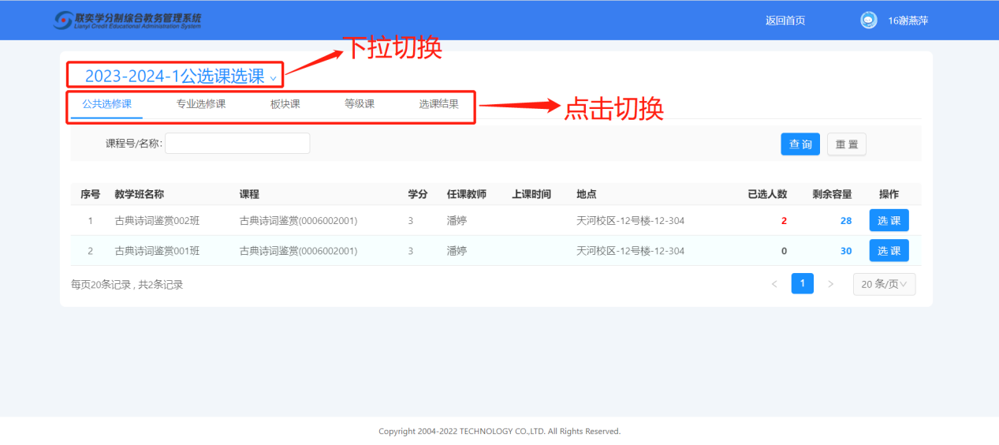 联奕学分制综合教务管理系统
Lianyi Credit Educational Administration System
返回首页
16谢燕萍
下拉切换
2023-2024-1公选课选课
公共选修课 专业选修课 板块课 等级课 选课结果
点击切换
课程号/名称:
查 询 重 置
序号 教学班名称 课程 学分 任课教师 上课时间 地点 已选人数 剩余容量 操作
1 古典诗词鉴赏002班 古典诗词鉴赏(0006002001) 3 潘婷 天河校区-12号楼-12-304 2 28 选 课
2 古典诗词鉴赏001班 古典诗词鉴赏(0006002001) 3 潘婷 天河校区-12号楼-12-304 0 30 选 课
每页20条记录 , 共2条记录
< 1 > 20 条/页
Copyright 2004-2022 TECHNOLOGY CO.,LTD. All Rights Reserved.